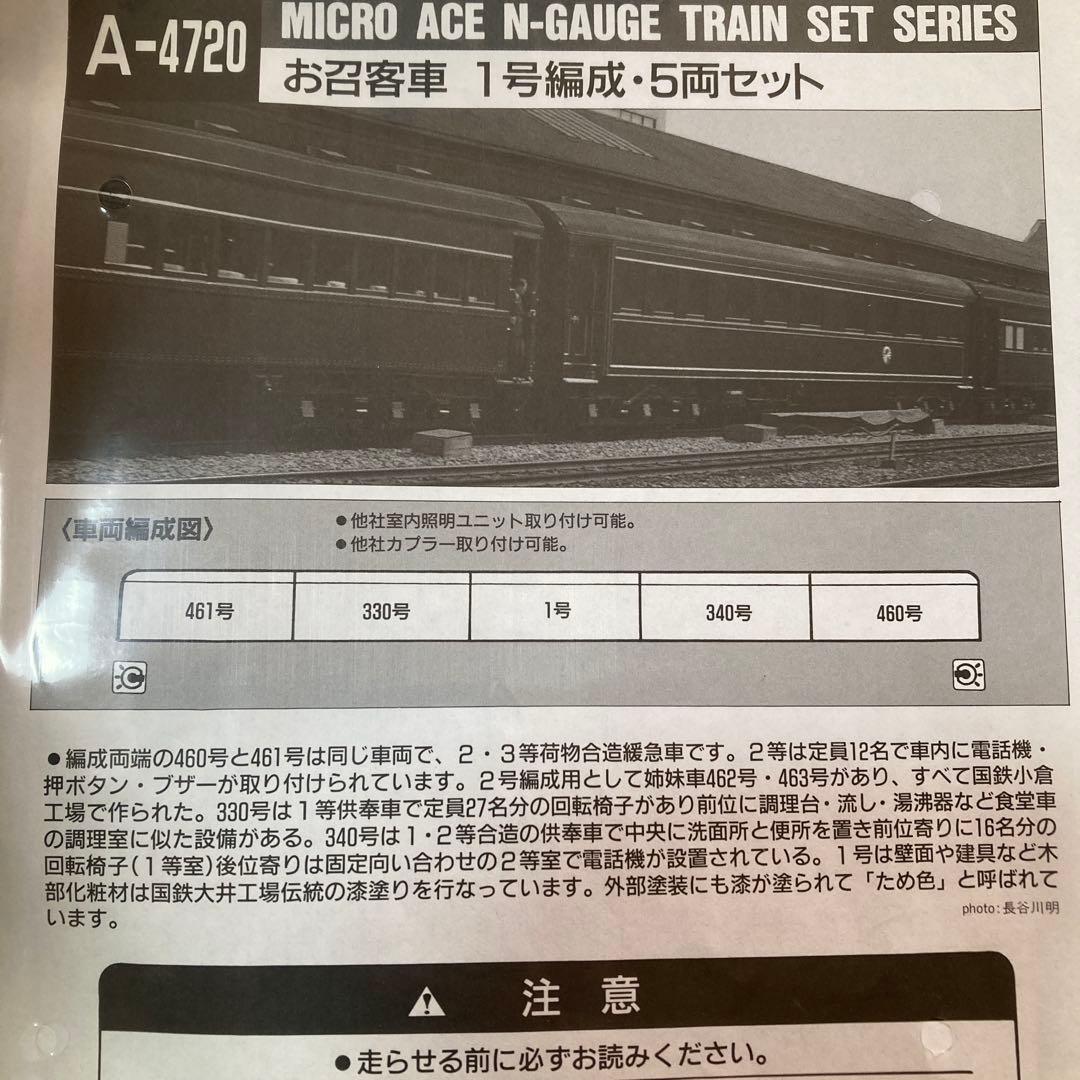 A-4720
MICRO ACE N-GAUGE TRAIN SET SERIES
お召客車 1号編成・5両セット
〈車両編成図〉
●他社室内照明ユニット取り付け可能。
●他社カプラー取り付け可能。
461号 330号 1号 340号 460号
●編成両端の460号と461号は同じ車両で、2・3等荷物合造緩急車です。2等は定員12名で車内に電話機・
押ボタン・ブザーが取り付けられています。2号編成用として姉妹車462号・463号があり、すべて国鉄小倉
工場で作られた。330号は1等供奉車で定員27名分の回転椅子があり前位に調理台・流し・湯沸器など食堂車
の調理室に似た設備がある。340号は1・2等合造の供奉車で中央に洗面所と便所を置き前位寄りに16名分の
回転椅子(1等室)後位寄りは固定向い合わせの2等室で電話機が設置されている。1号は壁面や建具など木
部化粧材は国鉄大井工場伝統の漆塗りを行なっています。外部塗装にも漆が塗られて「ため色」と呼ばれて
います。
photo:長谷川明
注意
●走らせる前に必ずお読みください。